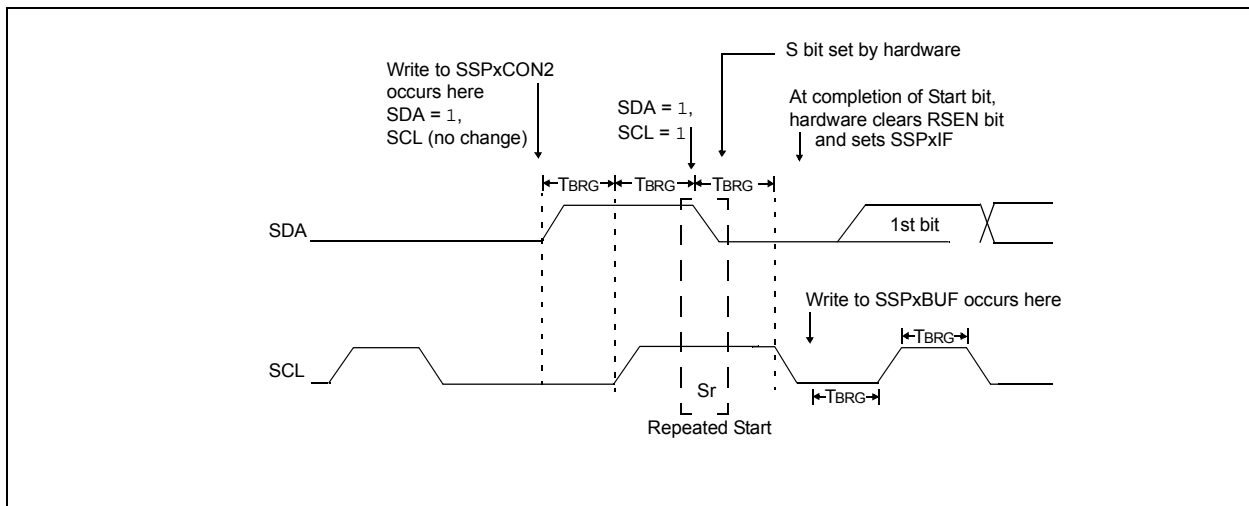 S bit set by hardware
Write to SSPxCON2
occurs here
SDA = 1,
SCL (no change)
SDA = 1,
SCL = 1
At completion of Start bit,
hardware clears RSEN bit
and sets SSPxIF
TBRG TBRG TBRG
SDA
1st bit
Write to SSPxBUF occurs here
TBRG
SCL
Sr
TBRG
Repeated Start